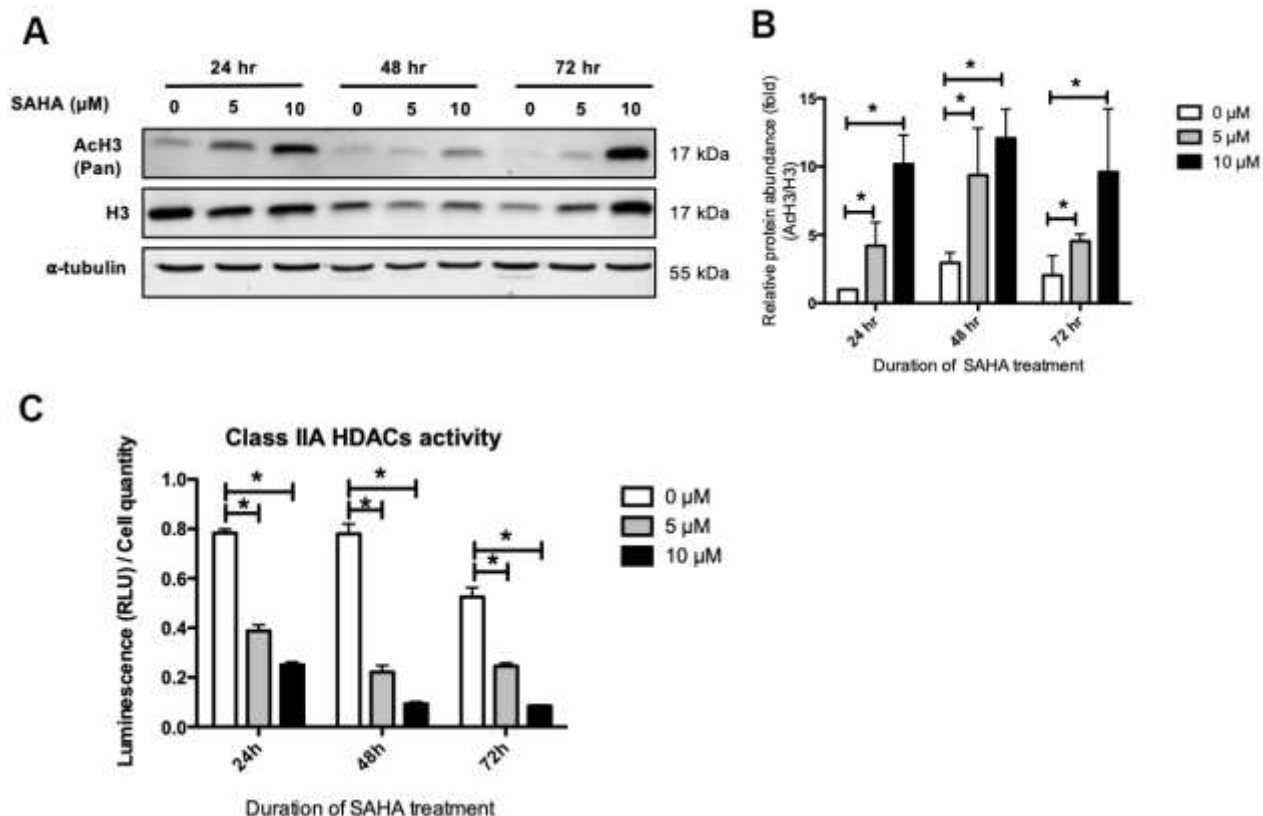 A
24 hr 48 hr 72 hr
SAHA (µM) 0 5 10 0 5 10 0 5 10
AcH3
(Pan)
17 kDa
H3
17 kDa
α-tubulin
55 kDa
B
Relative protein abundance (fold)
(AcH3/H3)
15
10
5
0
* * * * * *
24 hr 48 hr 72 hr
Duration of SAHA treatment
0 µM
5 µM
10 µM
C
Class IIA HDACs activity
Luminescence (RLU) / Cell quantity
1.0
0.8
0.6
0.4
0.2
0.0
* * * * * *
24h 48h 72h
Duration of SAHA treatment
0 µM
5 µM
10 µM